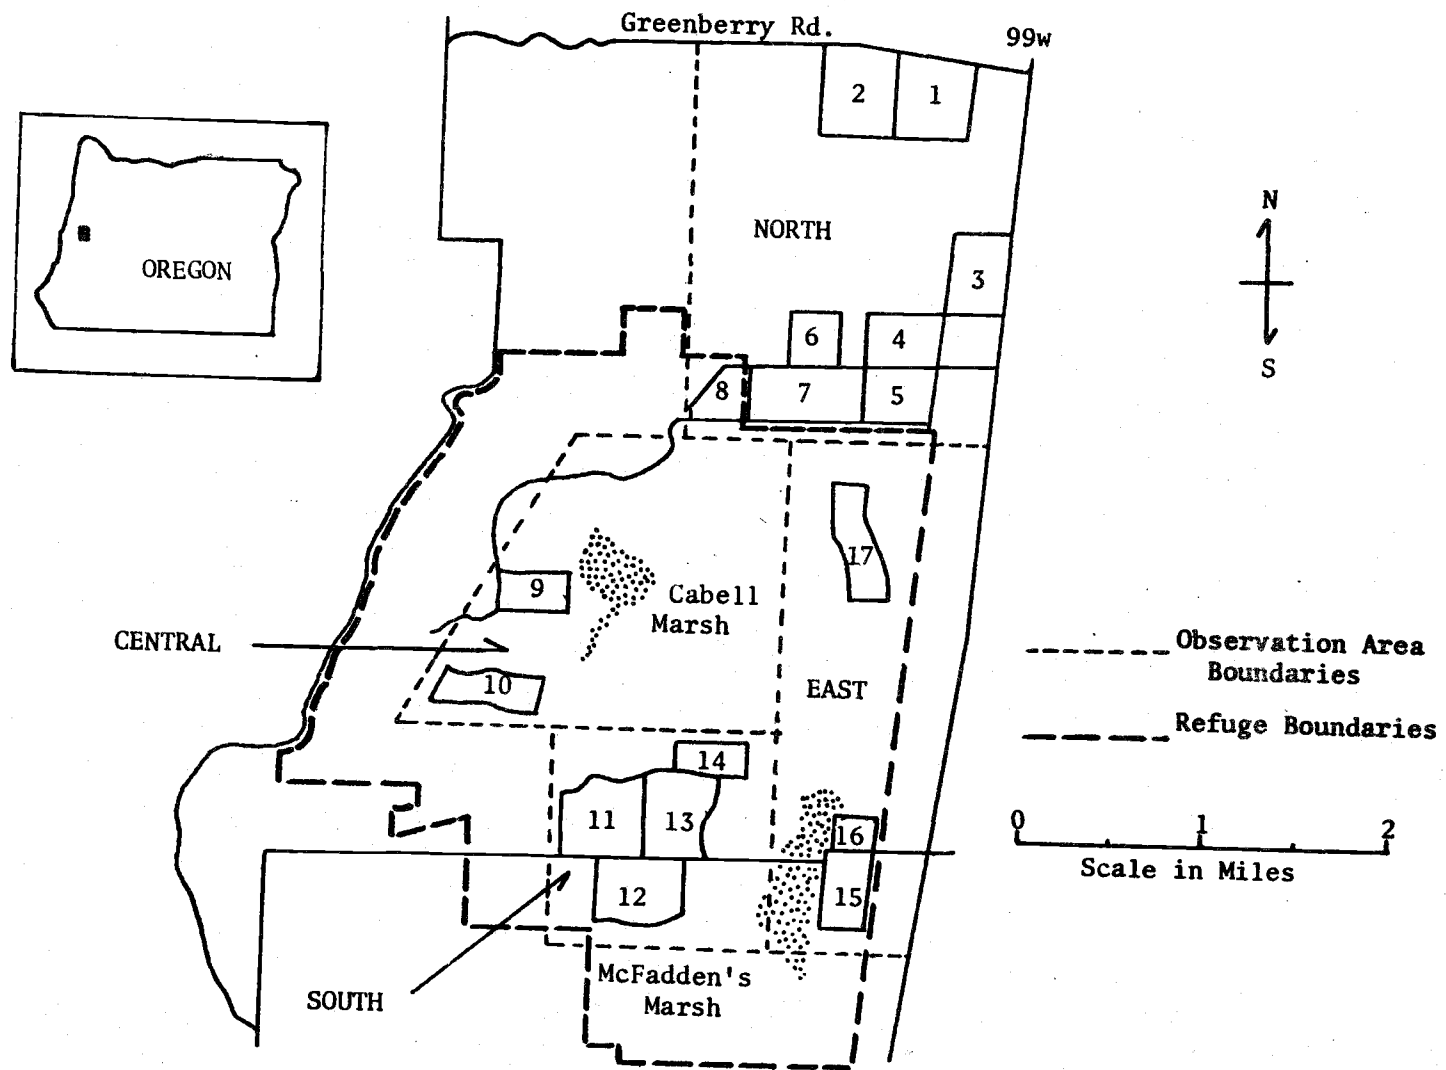 Greenberry Rd.
99w
2
1
N
NORTH
OREGON
3
6
4
S
8
7
5
17
9
Cabell
Marsh
CENTRAL
Observation Area
Boundaries
10
EAST
Refuge Boundaries
14
11
13
16
0
1
2
Scale in Miles
12
15
McFadden's
Marsh
SOUTH